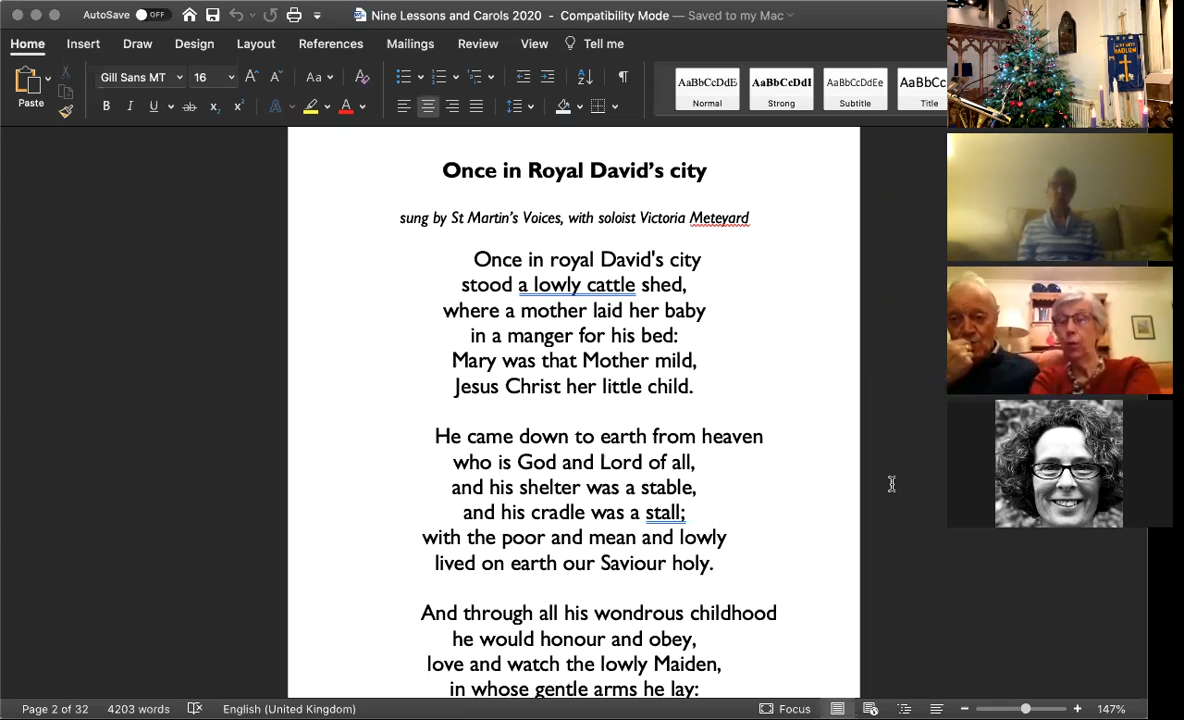 AutoSave OFF
Nine Lessons and Carols 2020 - Compatibility Mode — Saved to my Mac
Home Insert Draw Design Layout References Mailings Review View Tell me
Paste
Gill Sans MT 16
AaBbCcDdE AaBbCcDdI AaBbCcDdEe AaBbCc
Normal Strong Subtitle Title
Once in Royal David’s city
sung by St Martin’s Voices, with soloist Victoria Meteyard
Once in royal David's city
stood a lowly cattle shed,
where a mother laid her baby
in a manger for his bed:
Mary was that Mother mild,
Jesus Christ her little child.
He came down to earth from heaven
who is God and Lord of all,
and his shelter was a stable,
and his cradle was a stall;
with the poor and mean and lowly
lived on earth our Saviour holy.
And through all his wondrous childhood
he would honour and obey,
love and watch the lowly Maiden,
in whose gentle arms he lay:
Page 2 of 32 4203 words English (United Kingdom) Focus 147%
HADLOW